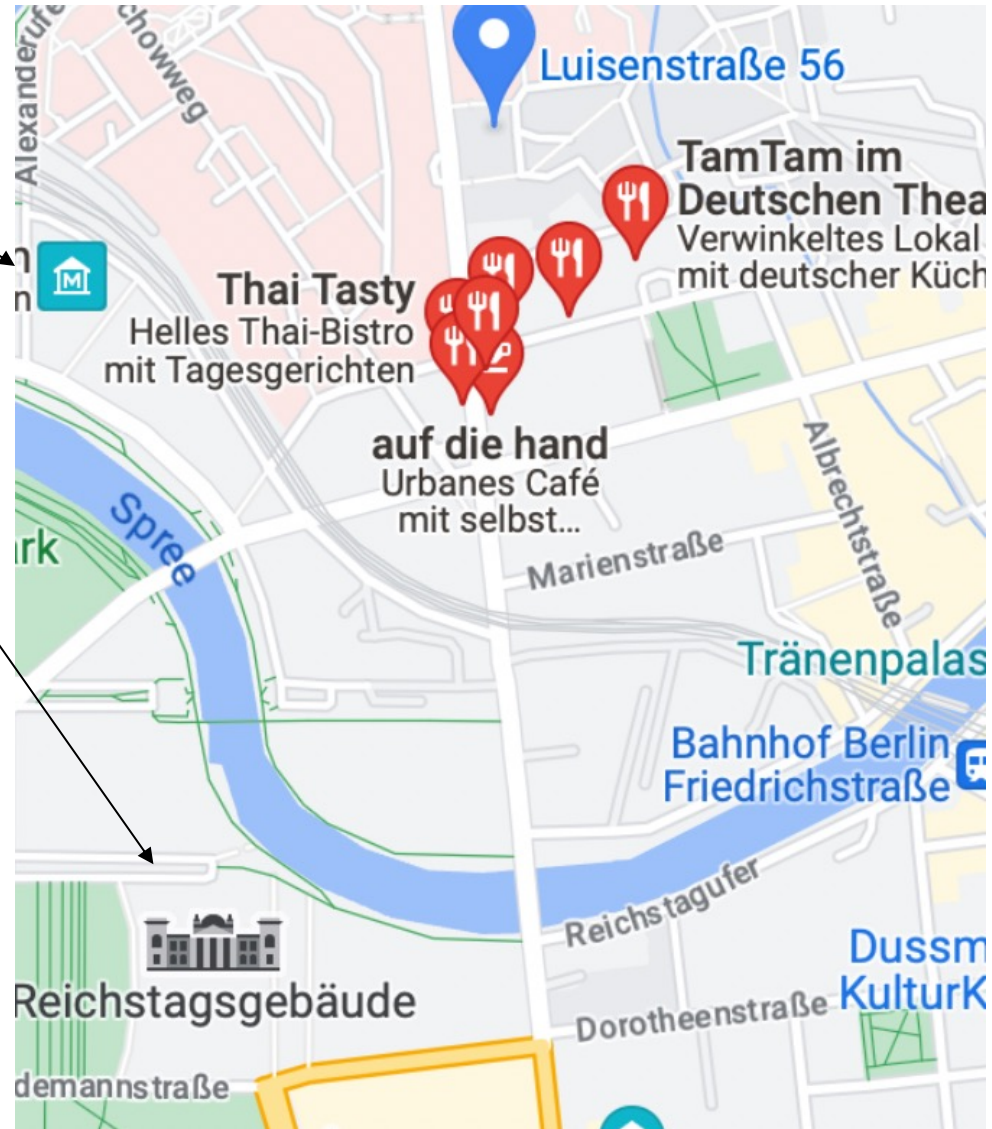 Alexanderufe
chowweg
Luisenstraße 56
TamTam im
Deutschen Thea
Verwinkeltes Lokal
mit deutscher Küch
n
n
M
Thai Tasty
Helles Thai-Bistro
mit Tagesgerichten
auf die hand
Urbanes Café
mit selbst...
Albrechtstraße
Spree
rk
Marienstraße
Tränenpalas
Bahnhof Berlin
Friedrichstraße
Reichstagufer
Dussm
KulturK
Reichstagsgebäude
Dorotheenstraße
demannstraße